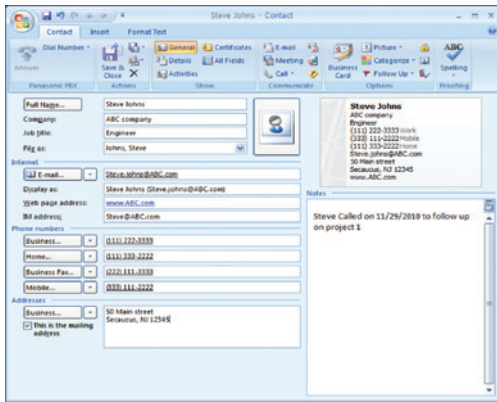 Steve Johns - Contact
Contact Insert Format Text
Dial Number
Answer
Panasonic PBX
Save & Close
Actions
General Certificates
Details All Fields
Activities
Show
E-mail
Meeting
Call
Communicate
Business Card
Picture
Categorize
Follow Up
Options
ABC
Spelling
Proofing
Full Name... Steve Johns
Company: ABC company
Job title: Engineer
File as: Johns, Steve
Internet
E-mail... Steve.johns@ABC.com
Display as: Steve Johns (Steve.johns@ABC.com)
Web page address: www.ABC.com
IM address: Steve@ABC.com
Phone numbers
Business... (111) 222-3333
Home... (111) 333-2222
Business Fax... (222) 111-3333
Mobile... (333) 111-2222
Addresses
Business... 50 Main street
Secaucus, NJ 12345
This is the mailing address
Steve Johns
ABC company
Engineer
(111) 222-3333 Work
(333) 111-2222 Mobile
(111) 333-2222 Home
Steve.johns@ABC.com
50 Main street
Secaucus, NJ 12345
www.ABC.com
Notes
Steve Called on 11/29/2010 to follow up
on project 1